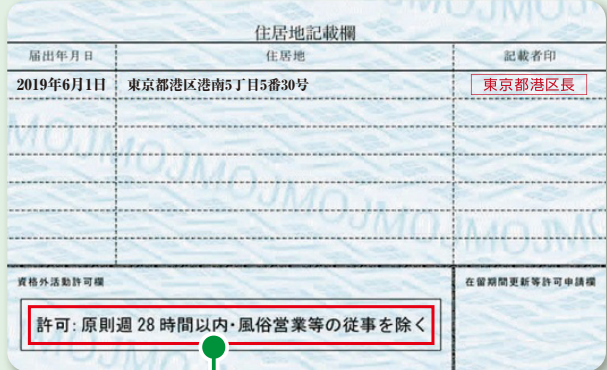 住居地記載欄
届出年月日 住居地 記載者印
2019年6月1日 東京都港区港南5丁目5番30号 東京都港区長
資格外活動許可欄 在留期間更新等許可申請欄
許可: 原則週28時間以内・風俗営業等の従事を除く
MOJMOJMOJMOJMOJ